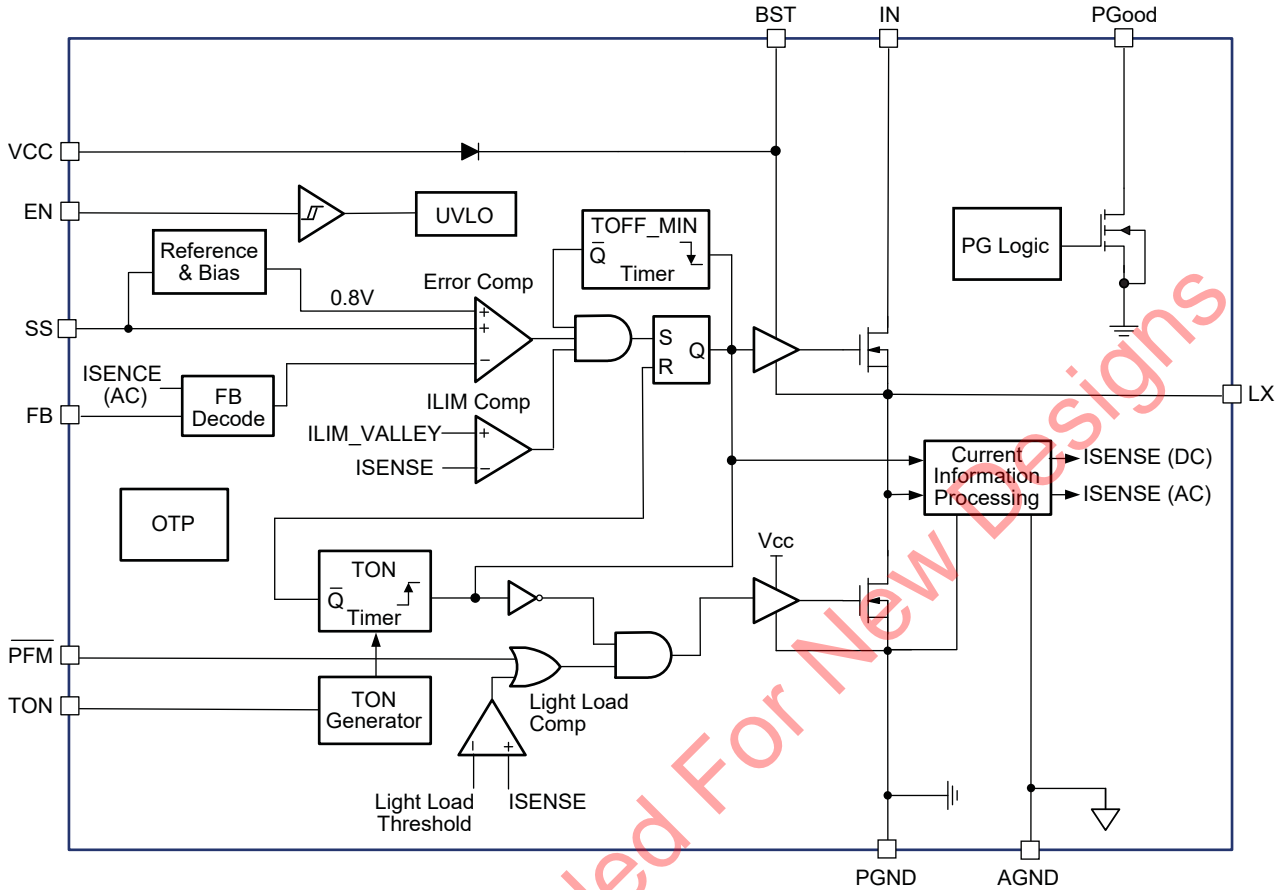 BST
IN
PGood
VCC
EN
UVLO
TOFF_MIN
Q
Timer
PG Logic
Reference
& Bias
Error Comp
0.8V
+
+
−
SS
S
R
Q
ISENCE
(AC)
FB
Decode
FB
LX
ILIM Comp
ILIM_VALLEY
+
ISENSE
−
Current
Information
Processing
ISENSE (DC)
ISENSE (AC)
OTP
Vcc
TON
Q
Timer
PFM
TON
TON
Generator
Light Load
Comp
−
+
Light Load
Threshold
ISENSE
PGND
AGND
ed For New Designs